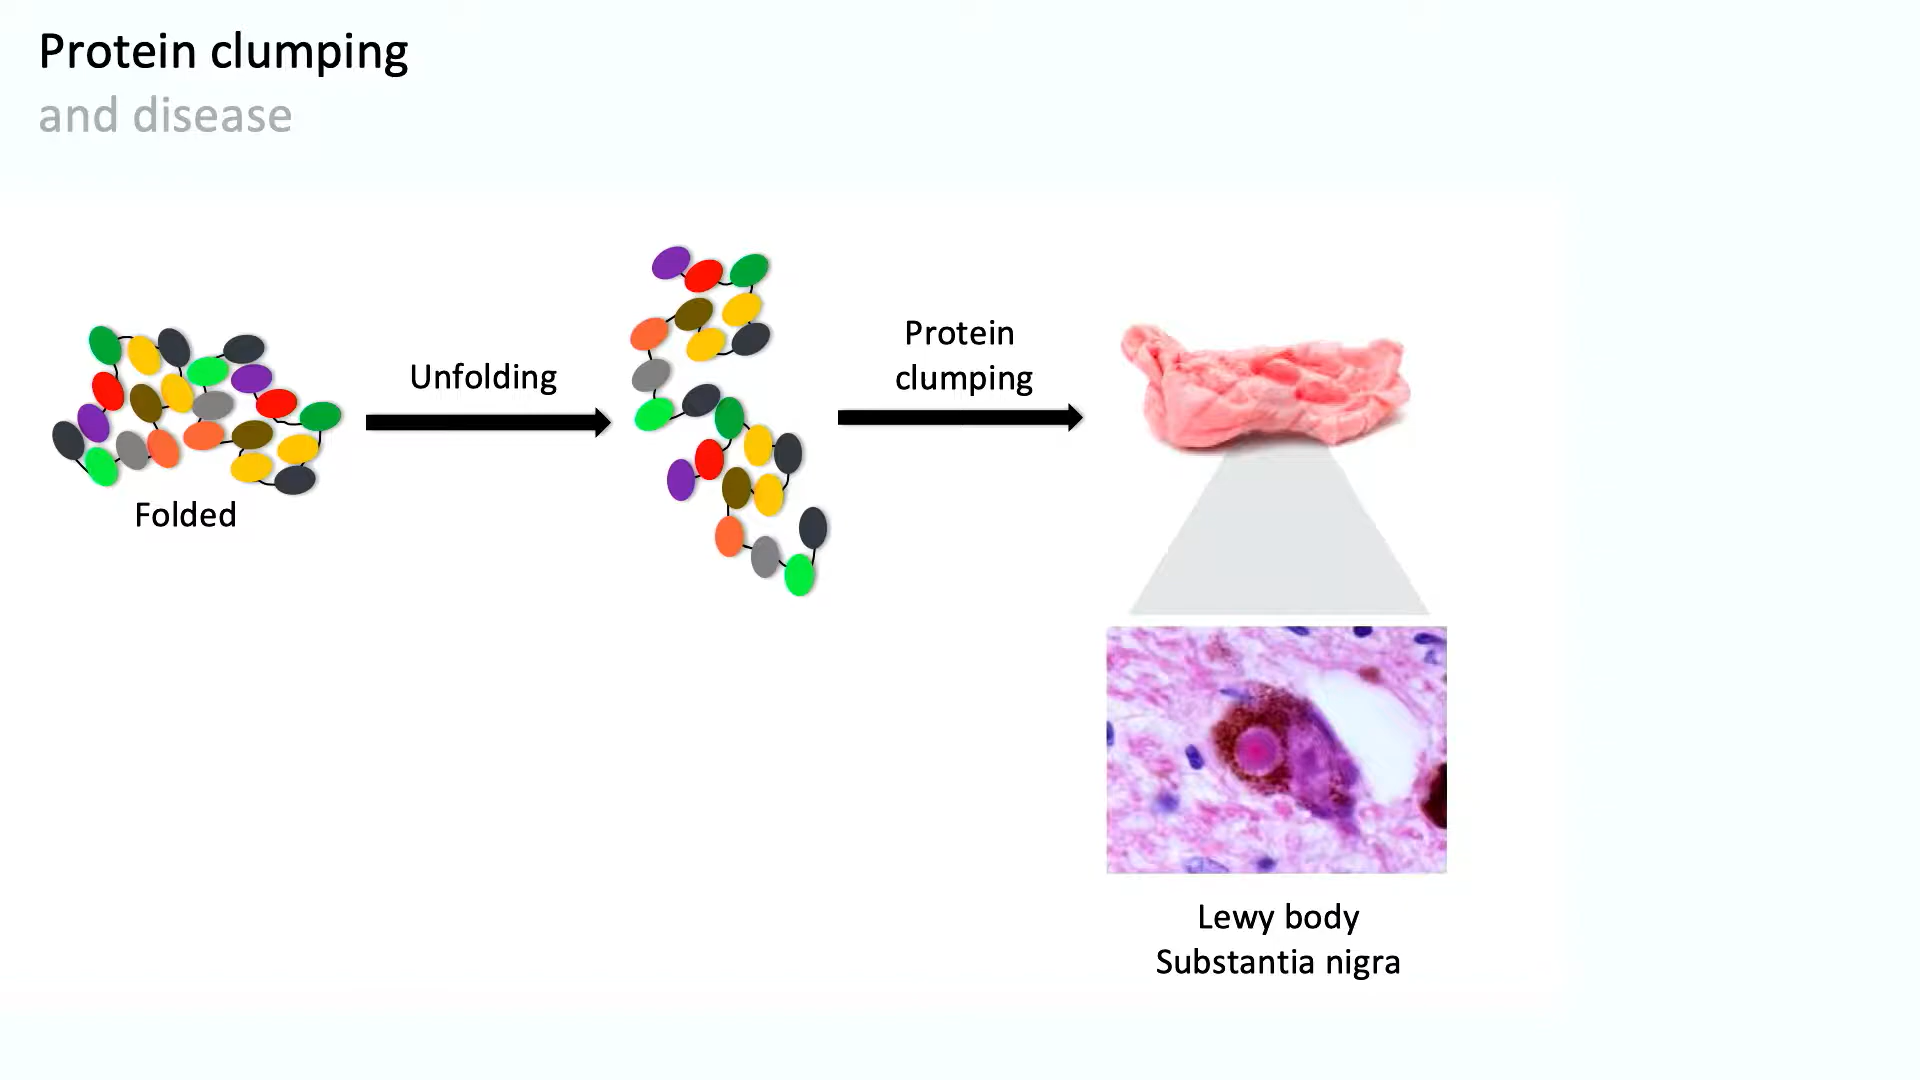 Protein clumping
and disease
Folded
Unfolding
Protein
clumping
Lewy body
Substantia nigra